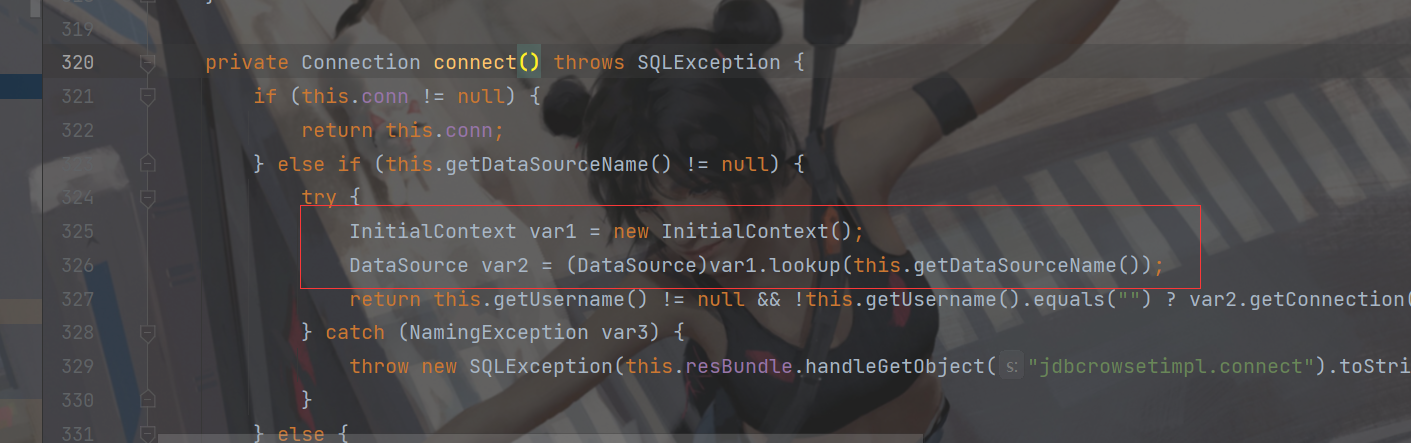 319
320 private Connection connect() throws SQLException {
321 if (this.conn != null) {
322 return this.conn;
} else if (this.getDataSourceName() != null) {
324 try {
325 InitialContext var1 = new InitialContext();
326 DataSource var2 = (DataSource)var1.lookup(this.getDataSourceName());
327 return this.getUsername() != null && !this.getUsername().equals("") ? var2.getConnection(
328 } catch (NamingException var3) {
329 throw new SQLException(this.resBundle.handleGetObject( s: "jdbcrowsetimpl.connect").toStri
330 }
331 } else {